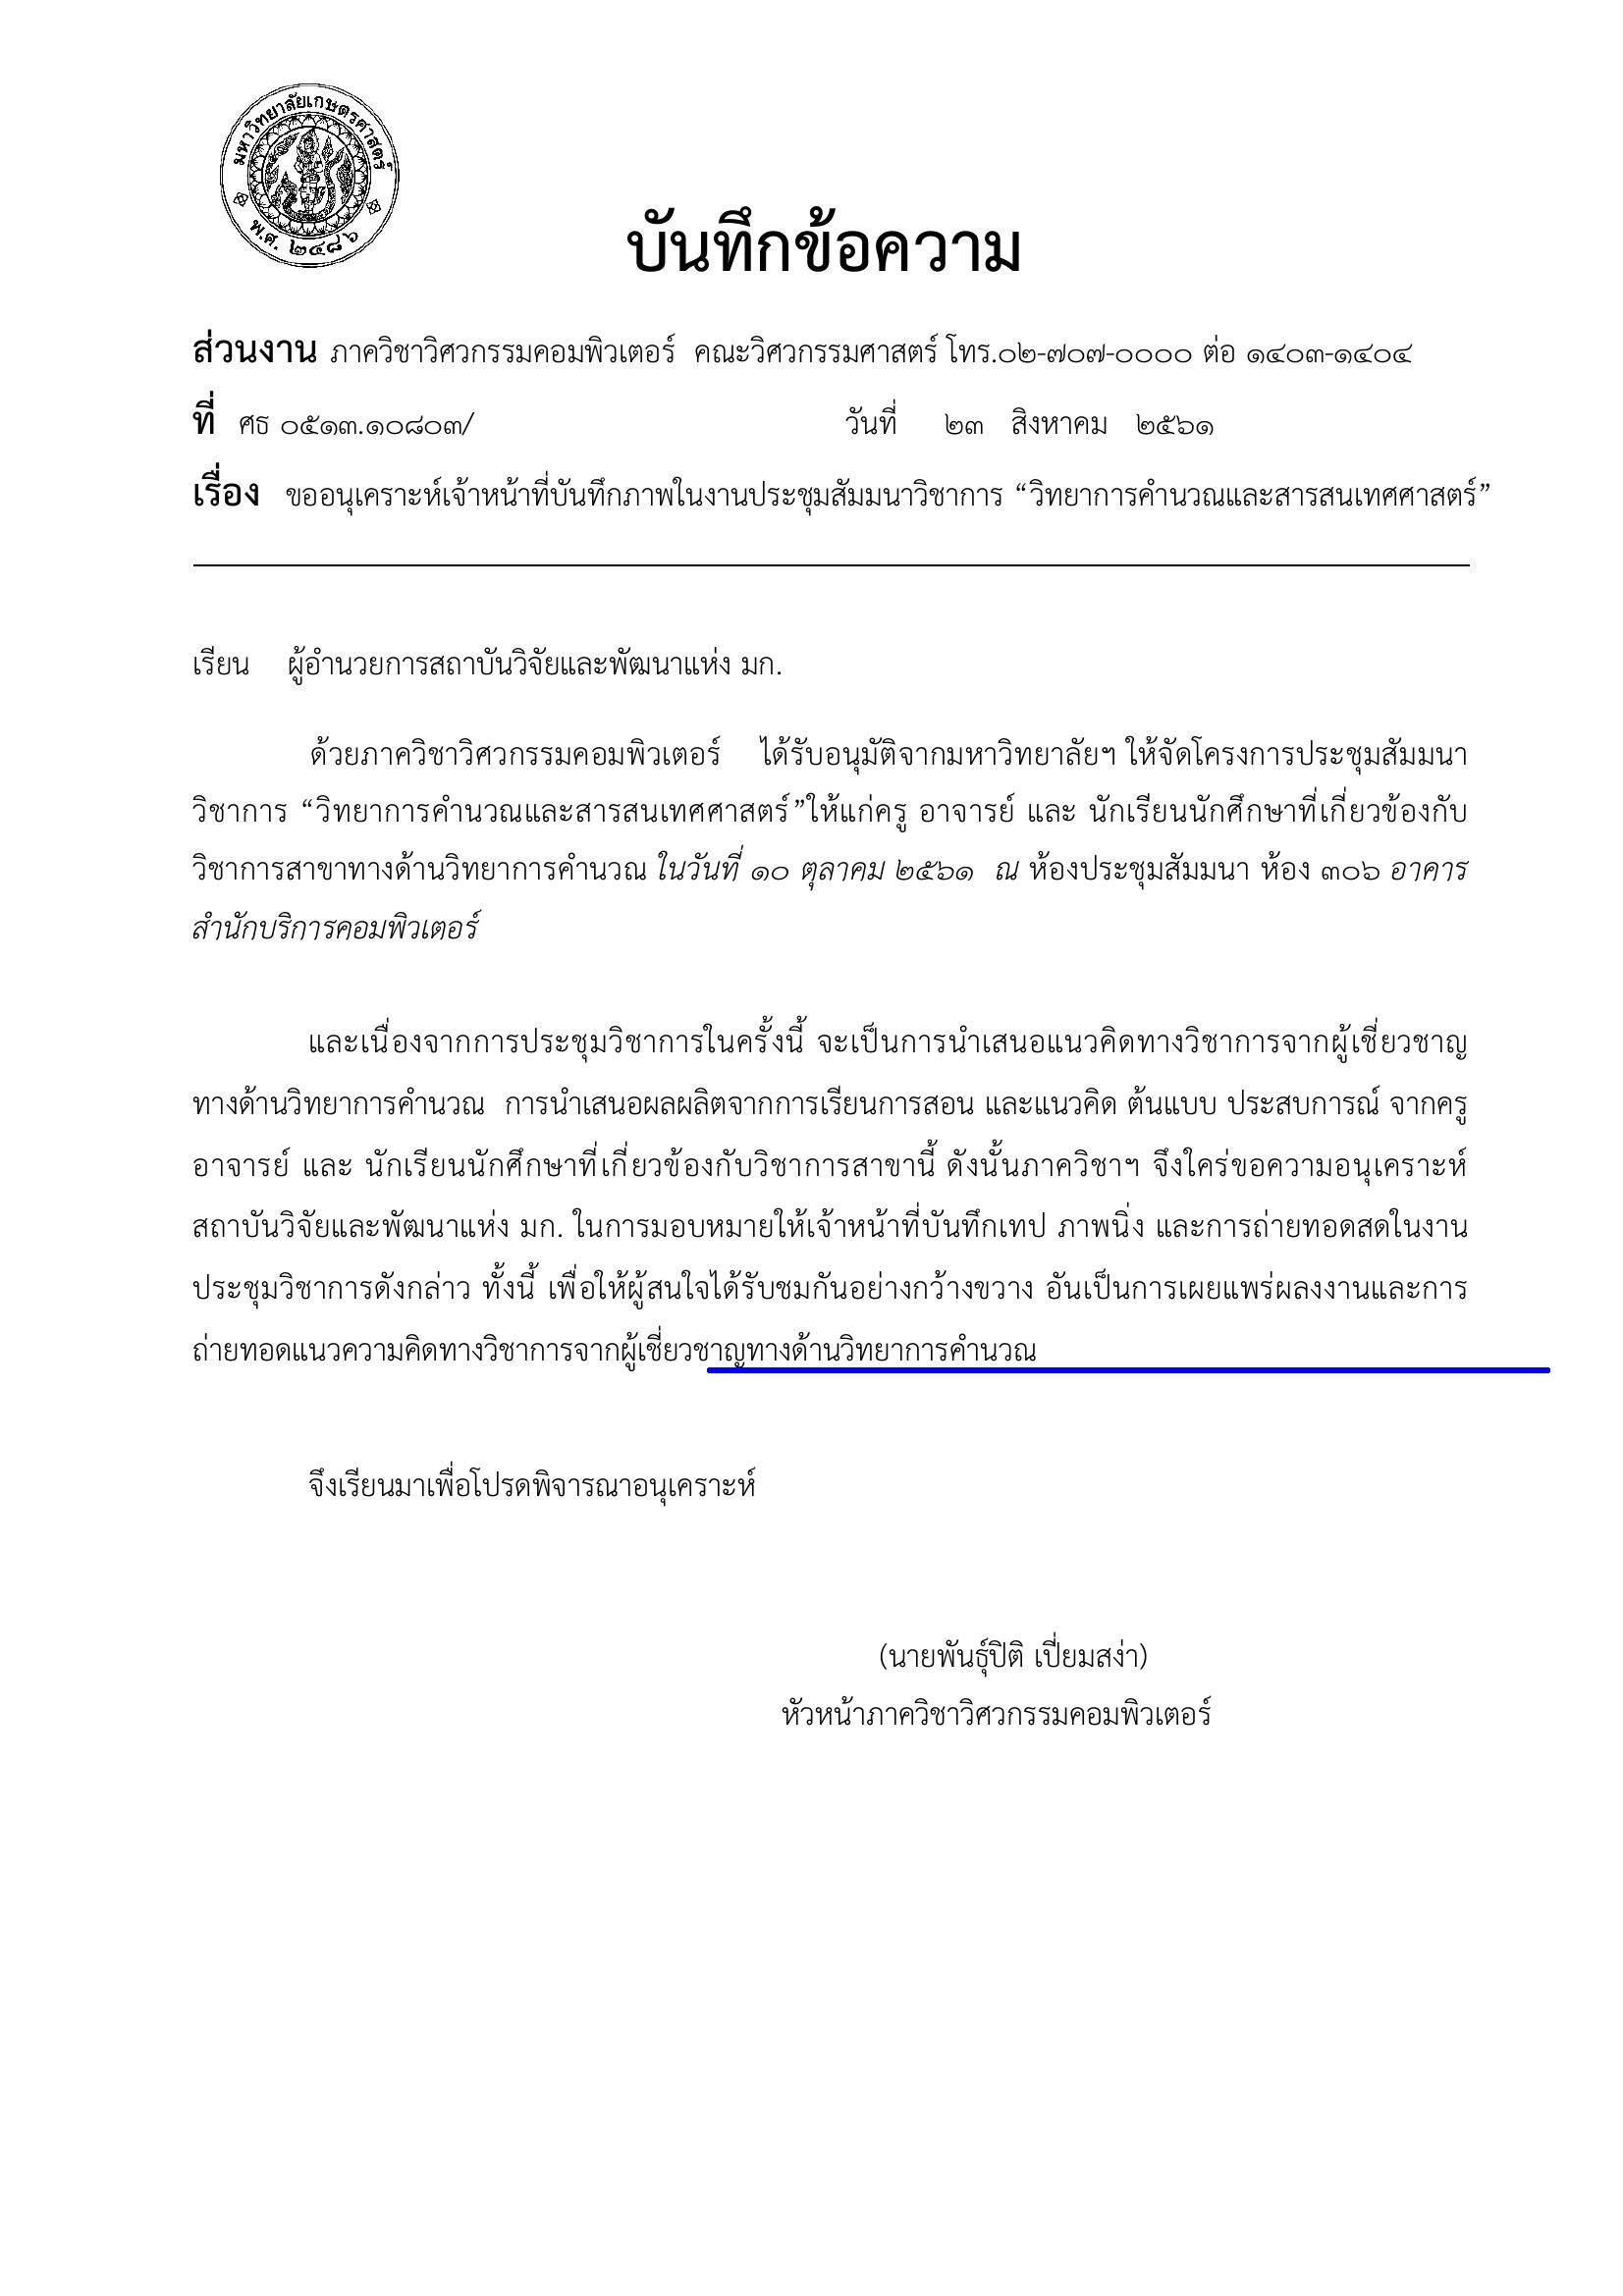 มหาวิทยาลัยเกษตรศาสตร์
พ.ศ. ๒๔๘๖
บันทึกข้อความ
ส่วนงาน ภาควิชาวิศวกรรมคอมพิวเตอร์ คณะวิศวกรรมศาสตร์ โทร.๐๒-๗๐๗-๐๐๐๐ ต่อ ๑๔๐๓-๑๔๐๔
ที่ ศธ ๐๕๑๓.๑๐๘๐๓/ วันที่ ๒๓ สิงหาคม ๒๕๖๑
เรื่อง ขออนุเคราะห์เจ้าหน้าที่บันทึกภาพในงานประชุมสัมมนาวิชาการ “วิทยาการคำนวณและสารสนเทศศาสตร์”
เรียน ผู้อำนวยการสถาบันวิจัยและพัฒนาแห่ง มก.
ด้วยภาควิชาวิศวกรรมคอมพิวเตอร์ ได้รับอนุมัติจากมหาวิทยาลัยฯ ให้จัดโครงการประชุมสัมมนา
วิชาการ “วิทยาการคำนวณและสารสนเทศศาสตร์”ให้แก่ครู อาจารย์ และ นักเรียนนักศึกษาที่เกี่ยวข้องกับ
วิชาการสาขาทางด้านวิทยาการคำนวณ ในวันที่ ๑๐ ตุลาคม ๒๕๖๑ ณ ห้องประชุมสัมมนา ห้อง ๓๐๖ อาคาร
สำนักบริการคอมพิวเตอร์
และเนื่องจากการประชุมวิชาการในครั้งนี้ จะเป็นการนำเสนอแนวคิดทางวิชาการจากผู้เชี่ยวชาญ
ทางด้านวิทยาการคำนวณ การนำเสนอผลผลิตจากการเรียนการสอน และแนวคิด ต้นแบบ ประสบการณ์ จากครู
อาจารย์ และ นักเรียนนักศึกษาที่เกี่ยวข้องกับวิชาการสาขานี้ ดังนั้นภาควิชาฯ จึงใคร่ขอความอนุเคราะห์
สถาบันวิจัยและพัฒนาแห่ง มก. ในการมอบหมายให้เจ้าหน้าที่บันทึกเทป ภาพนิ่ง และการถ่ายทอดสดในงาน
ประชุมวิชาการดังกล่าว ทั้งนี้ เพื่อให้ผู้สนใจได้รับชมกันอย่างกว้างขวาง อันเป็นการเผยแพร่ผลงานและการ
ถ่ายทอดแนวความคิดทางวิชาการจากผู้เชี่ยวชาญทางด้านวิทยาการคำนวณ
จึงเรียนมาเพื่อโปรดพิจารณาอนุเคราะห์
(นายพันธุ์ปิติ เปี่ยมสง่า)
หัวหน้าภาควิชาวิศวกรรมคอมพิวเตอร์